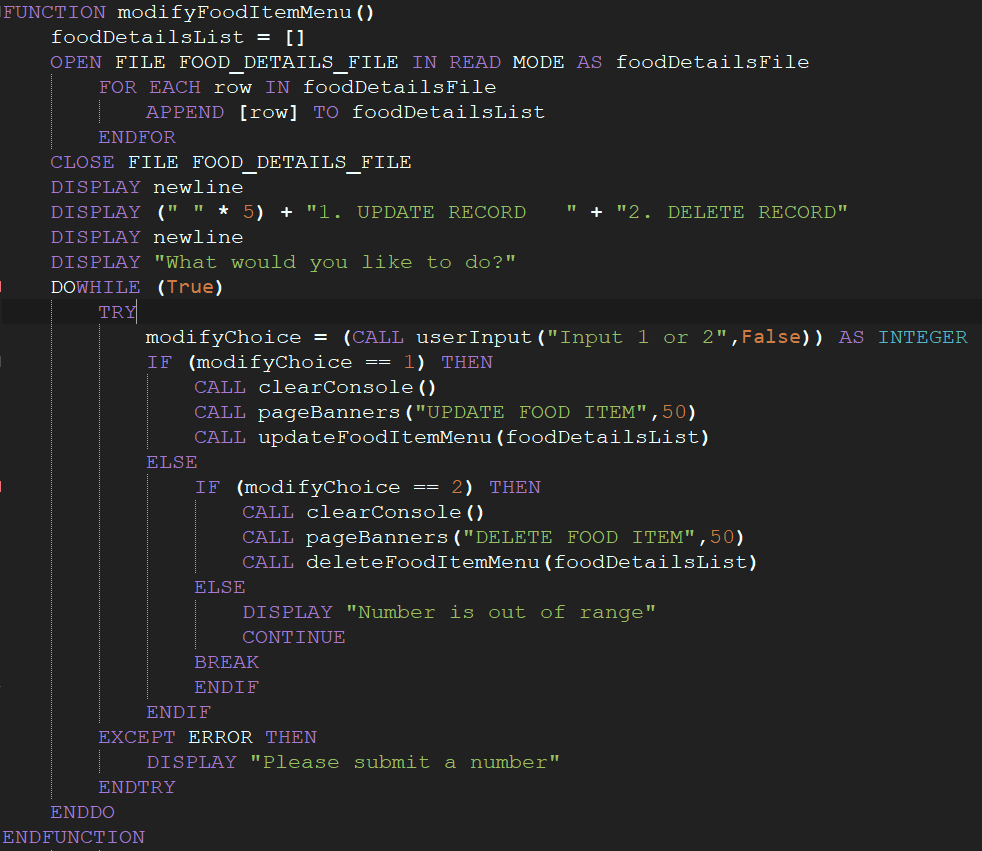 FUNCTION modifyFoodItemMenu()
    foodDetailsList = []
    OPEN FILE FOOD_DETAILS_FILE IN READ MODE AS foodDetailsFile
        FOR EACH row IN foodDetailsFile
            APPEND [row] TO foodDetailsList
        ENDFOR
    CLOSE FILE FOOD_DETAILS_FILE
    DISPLAY newline
    DISPLAY (" " * 5) + "1. UPDATE RECORD   " + "2. DELETE RECORD"
    DISPLAY newline
    DISPLAY "What would you like to do?"
    DOWHILE (True)
        TRY
            modifyChoice = (CALL userInput("Input 1 or 2",False)) AS INTEGER
            IF (modifyChoice == 1) THEN
                CALL clearConsole()
                CALL pageBanners("UPDATE FOOD ITEM",50)
                CALL updateFoodItemMenu(foodDetailsList)
            ELSE
                IF (modifyChoice == 2) THEN
                    CALL clearConsole()
                    CALL pageBanners("DELETE FOOD ITEM",50)
                    CALL deleteFoodItemMenu(foodDetailsList)
                ELSE
                    DISPLAY "Number is out of range"
                    CONTINUE
                BREAK
                ENDIF
            ENDIF
        EXCEPT ERROR THEN
            DISPLAY "Please submit a number"
        ENDTRY
    ENDDO
ENDFUNCTION